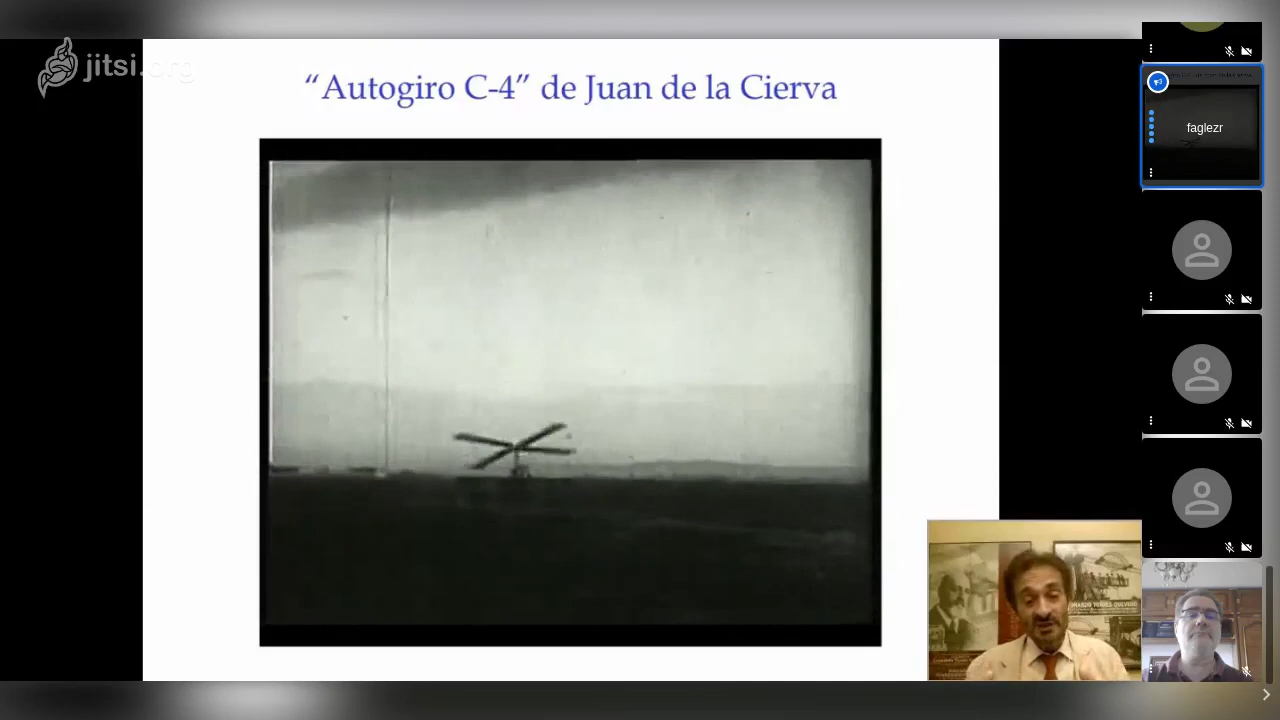 jitsi.org
“Autogiro C-4” de Juan de la Cierva
faglezr